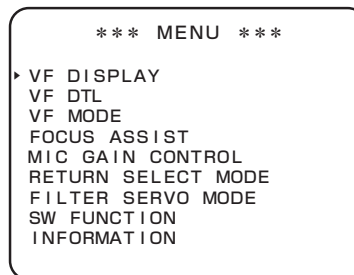 *** MENU ***
VF DISPLAY
VF DTL
VF MODE
FOCUS ASSIST
MIC GAIN CONTROL
RETURN SELECT MODE
FILTER SERVO MODE
SW FUNCTION
INFORMATION